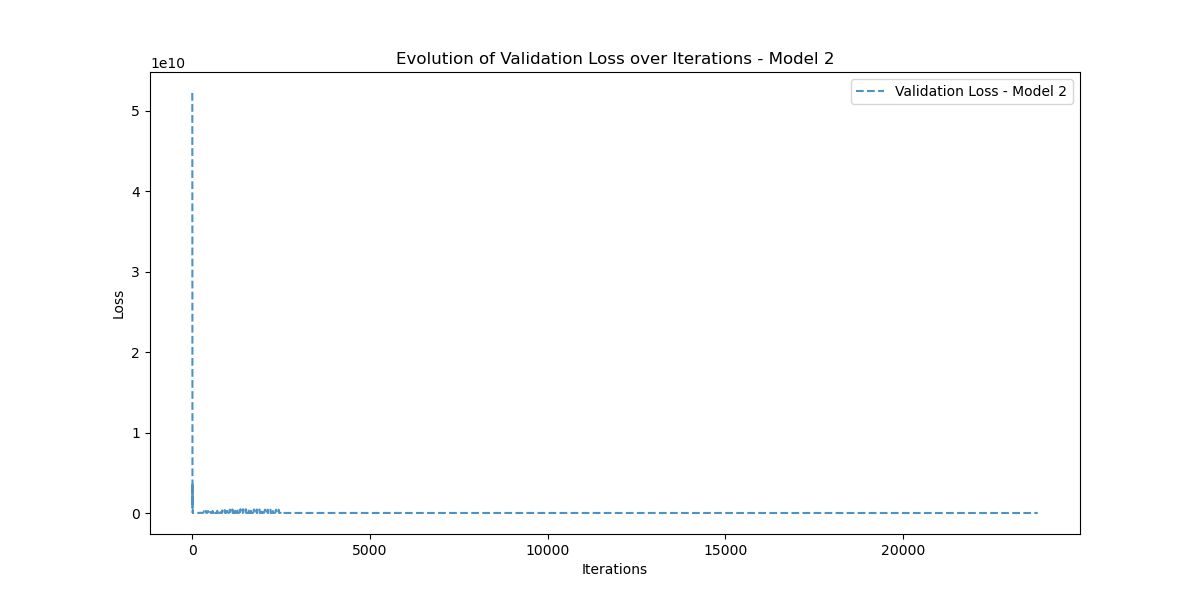 Evolution of Validation Loss over Iterations - Model 2
1e10
Validation Loss - Model 2
5
4
3
2
1
0
Loss
0 5000 10000 15000 20000
Iterations